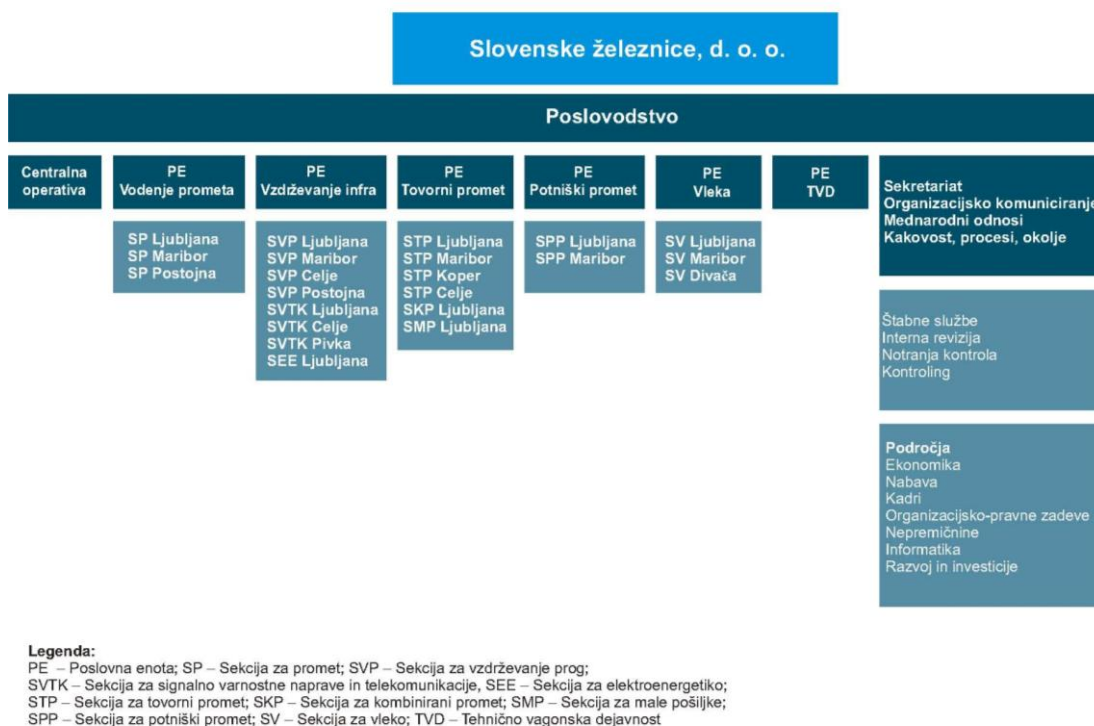 Slovenske železnice, d. o. o.
Poslovodstvo
Centralna
operativa
PE
Vodenje prometa
SP Ljubljana
SP Maribor
SP Postojna
PE
Vzdrževanje infra
SVP Ljubljana
SVP Maribor
SVP Celje
SVP Postojna
SVTK Ljubljana
SVTK Celje
SVTK Pivka
SEE Ljubljana
PE
Tovorni promet
STP Ljubljana
STP Maribor
STP Koper
STP Celje
SKP Ljubljana
SMP Ljubljana
PE
Potniški promet
SPP Ljubljana
SPP Maribor
PE
Vleka
SV Ljubljana
SV Maribor
SV Divača
PE
TVD
Sekretariat
Organizacijsko komuniciranje
Mednarodni odnosi
Kakovost, procesi, okolje
Štabne službe
Interna revizija
Notranja kontrola
Kontroling
Področja
Ekonomika
Nabava
Kadri
Organizacijsko-pravne zadeve
Nepremičnine
Informatika
Razvoj in investicije
Legenda:
PE – Poslovna enota; SP – Sekcija za promet; SVP – Sekcija za vzdrževanje prog;
SVTK – Sekcija za signalno varnostne naprave in telekomunikacije, SEE – Sekcija za elektroenergetiko;
STP – Sekcija za tovorni promet; SKP – Sekcija za kombinirani promet; SMP – Sekcija za male pošiljke;
SPP – Sekcija za potniški promet; SV – Sekcija za vleko; TVD – Tehnično vagonska dejavnost